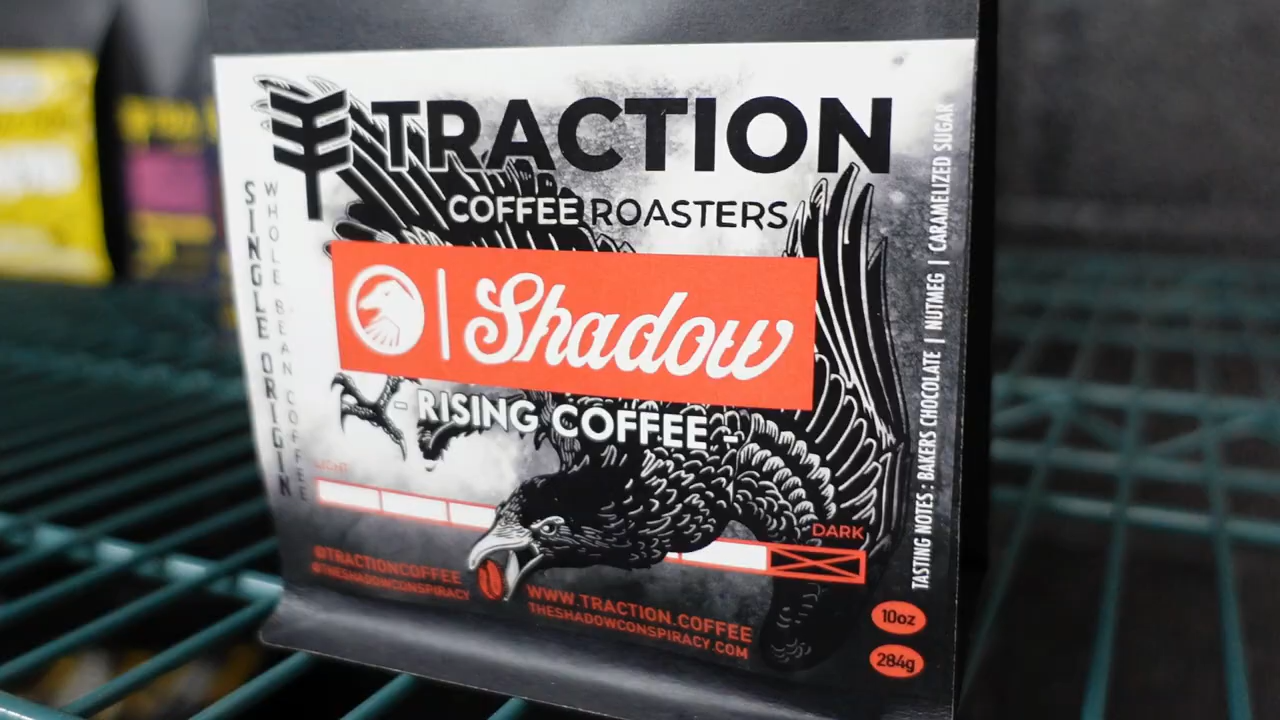 TRACTION
COFFEE ROASTERS
SINGLE ORIGIN
WHOLE BEAN COFFEE
Shadow
- RISING COFFEE -
LIGHT
DARK
@TRACTIONCOFFEE
@THESHADOWCONSPIRACY
WWW.TRACTION.COFFEE
THESHADOWCONSPIRACY.COM
TASTING NOTES: BAKERS CHOCOLATE | NUTMEG | CARAMELIZED SUGAR
10oz
284g